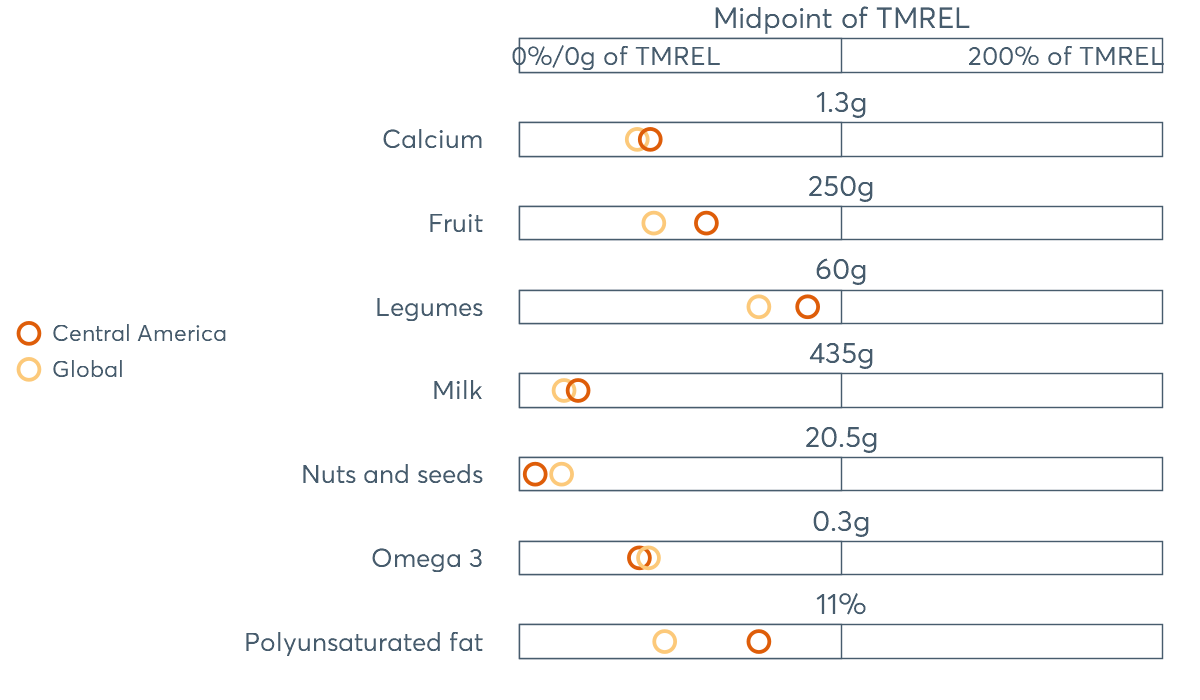 Midpoint of TMREL
0%/0g of TMREL
200% of TMREL
1.3g
Calcium
250g
Fruit
60g
Legumes
Central America
Global
435g
Milk
20.5g
Nuts and seeds
0.3g
Omega 3
11%
Polyunsaturated fat